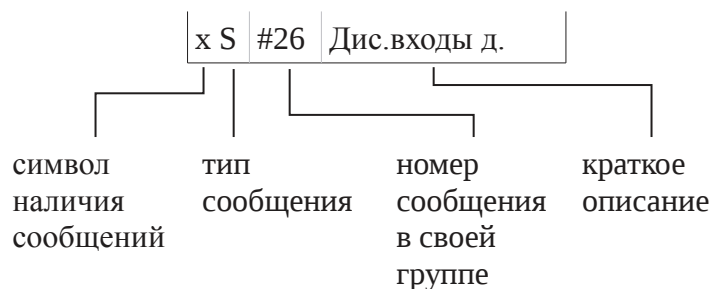 x S #26 Дис.входы д.
символ наличия сообщений
тип сообщения
номер сообщения в своей группе
краткое описание